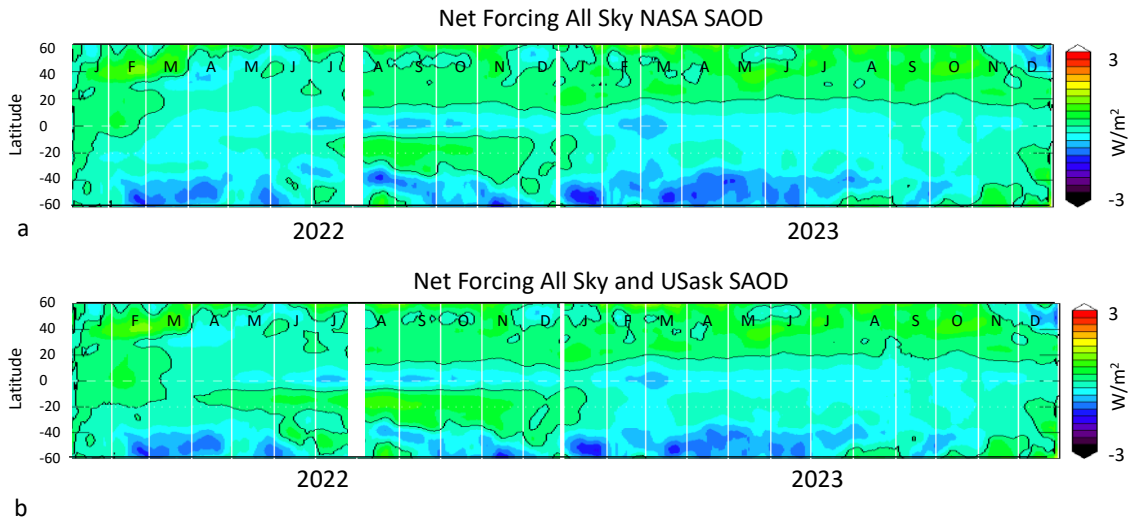 Net Forcing All Sky NASA SAOD
60
40
20
0
-20
-40
-60
Latitude
J F M A M J J A S O N D J F M A M J J A S O N D
3
W/m²
-3
a
2022
2023
Net Forcing All Sky and USask SAOD
60
40
20
0
-20
-40
-60
Latitude
J F M A M J J A S O N D J F M A M J J A S O N D
3
W/m²
-3
2022
2023
b